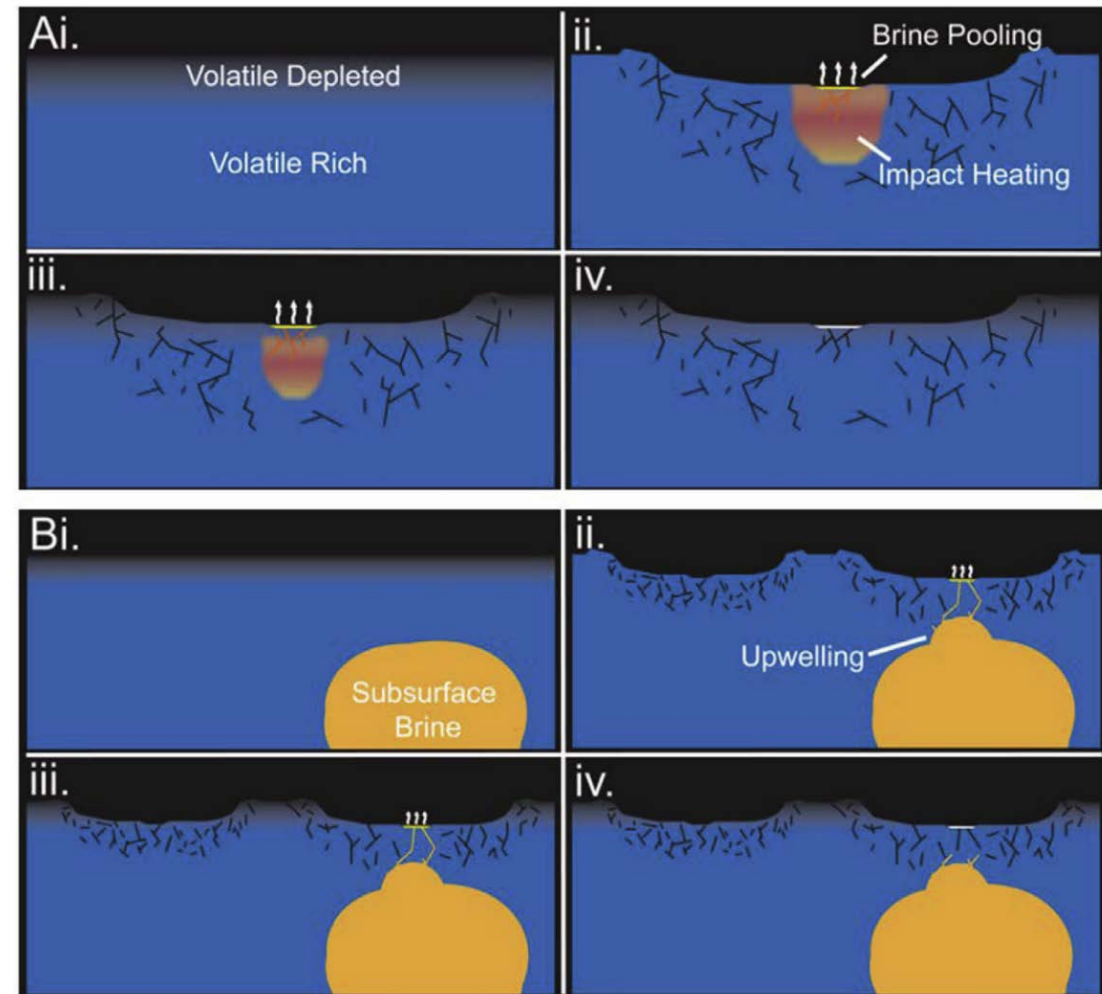 Ai.
Volatile Depleted
Volatile Rich
ii.
Brine Pooling
Impact Heating
iii.
iv.
Bi.
Subsurface
Brine
ii.
Upwelling
iii.
iv.